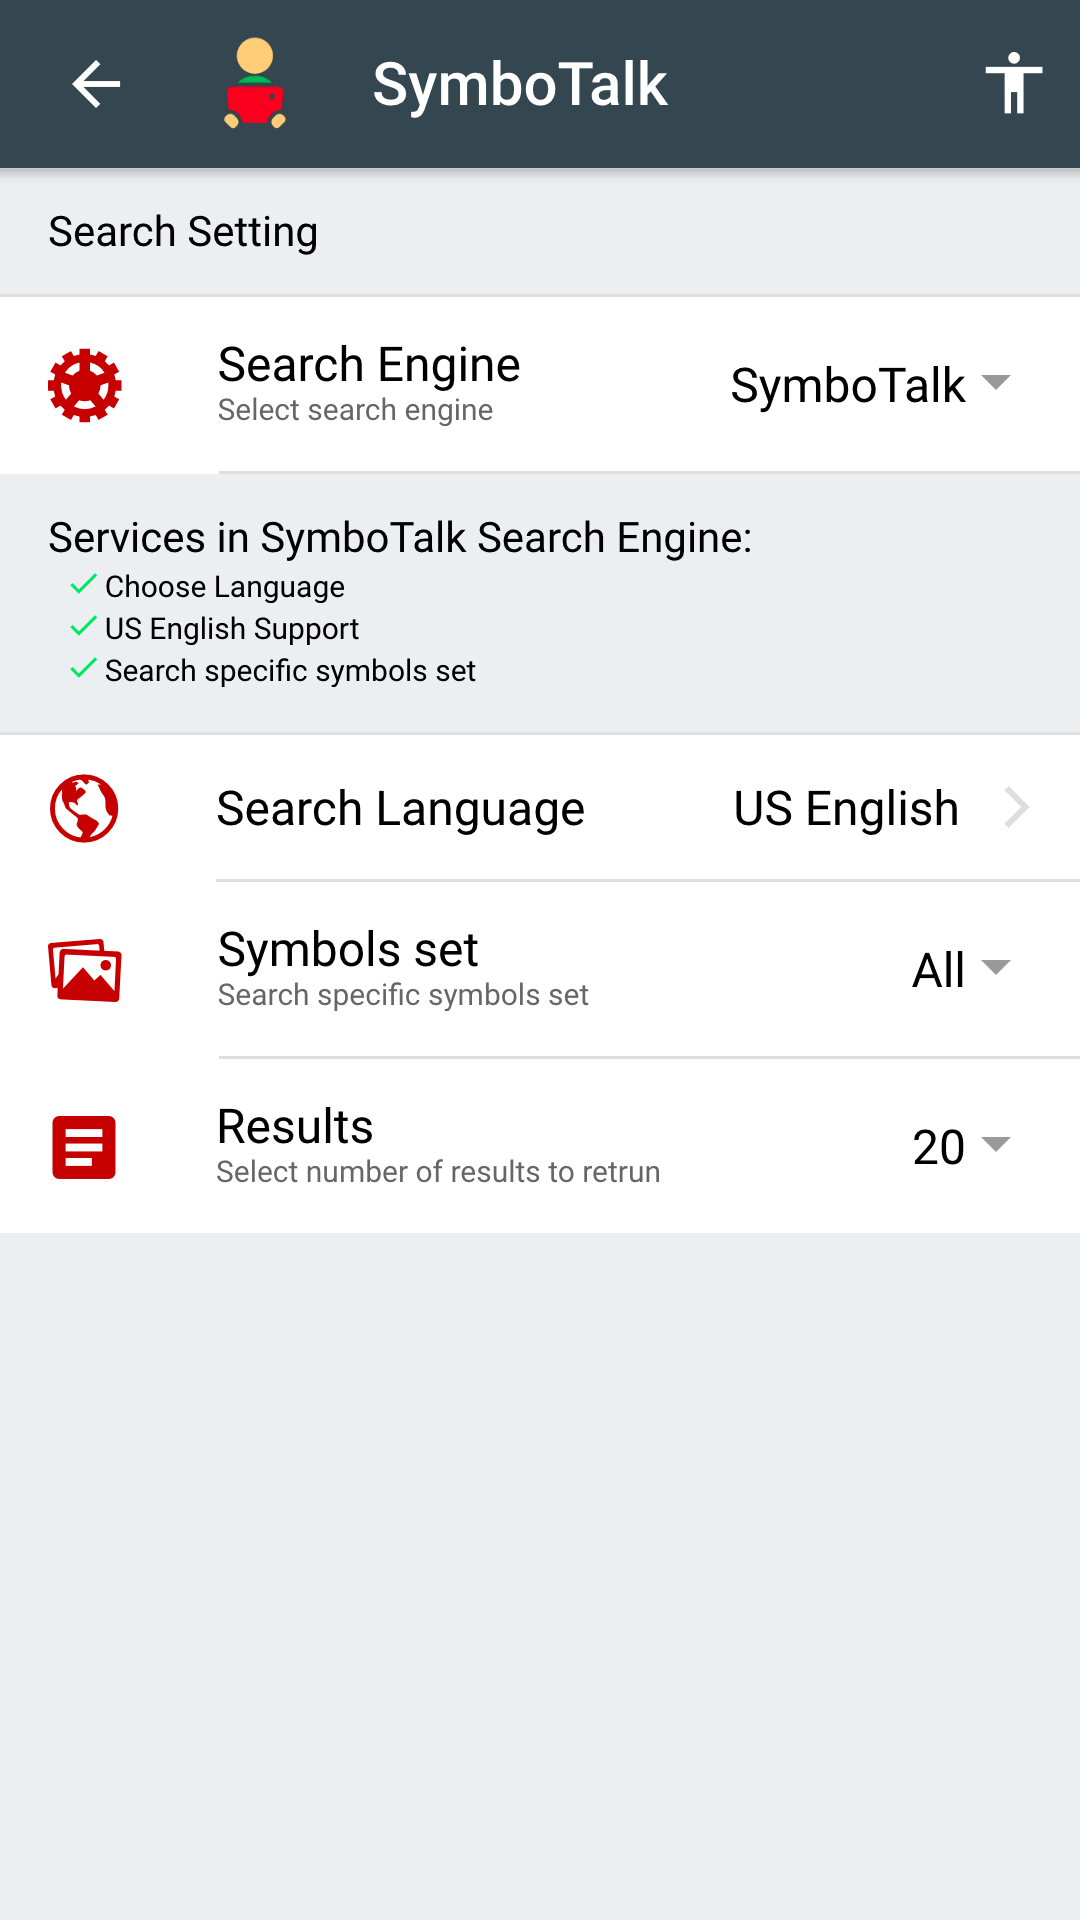 SymboTalk
Search Setting
Search Engine
Select search engine
SymboTalk
Services in SymboTalk Search Engine:
Choose Language
US English Support
Search specific symbols set
Search Language
US English
Symbols set
Search specific symbols set
All
Results
Select number of results to retrun
20